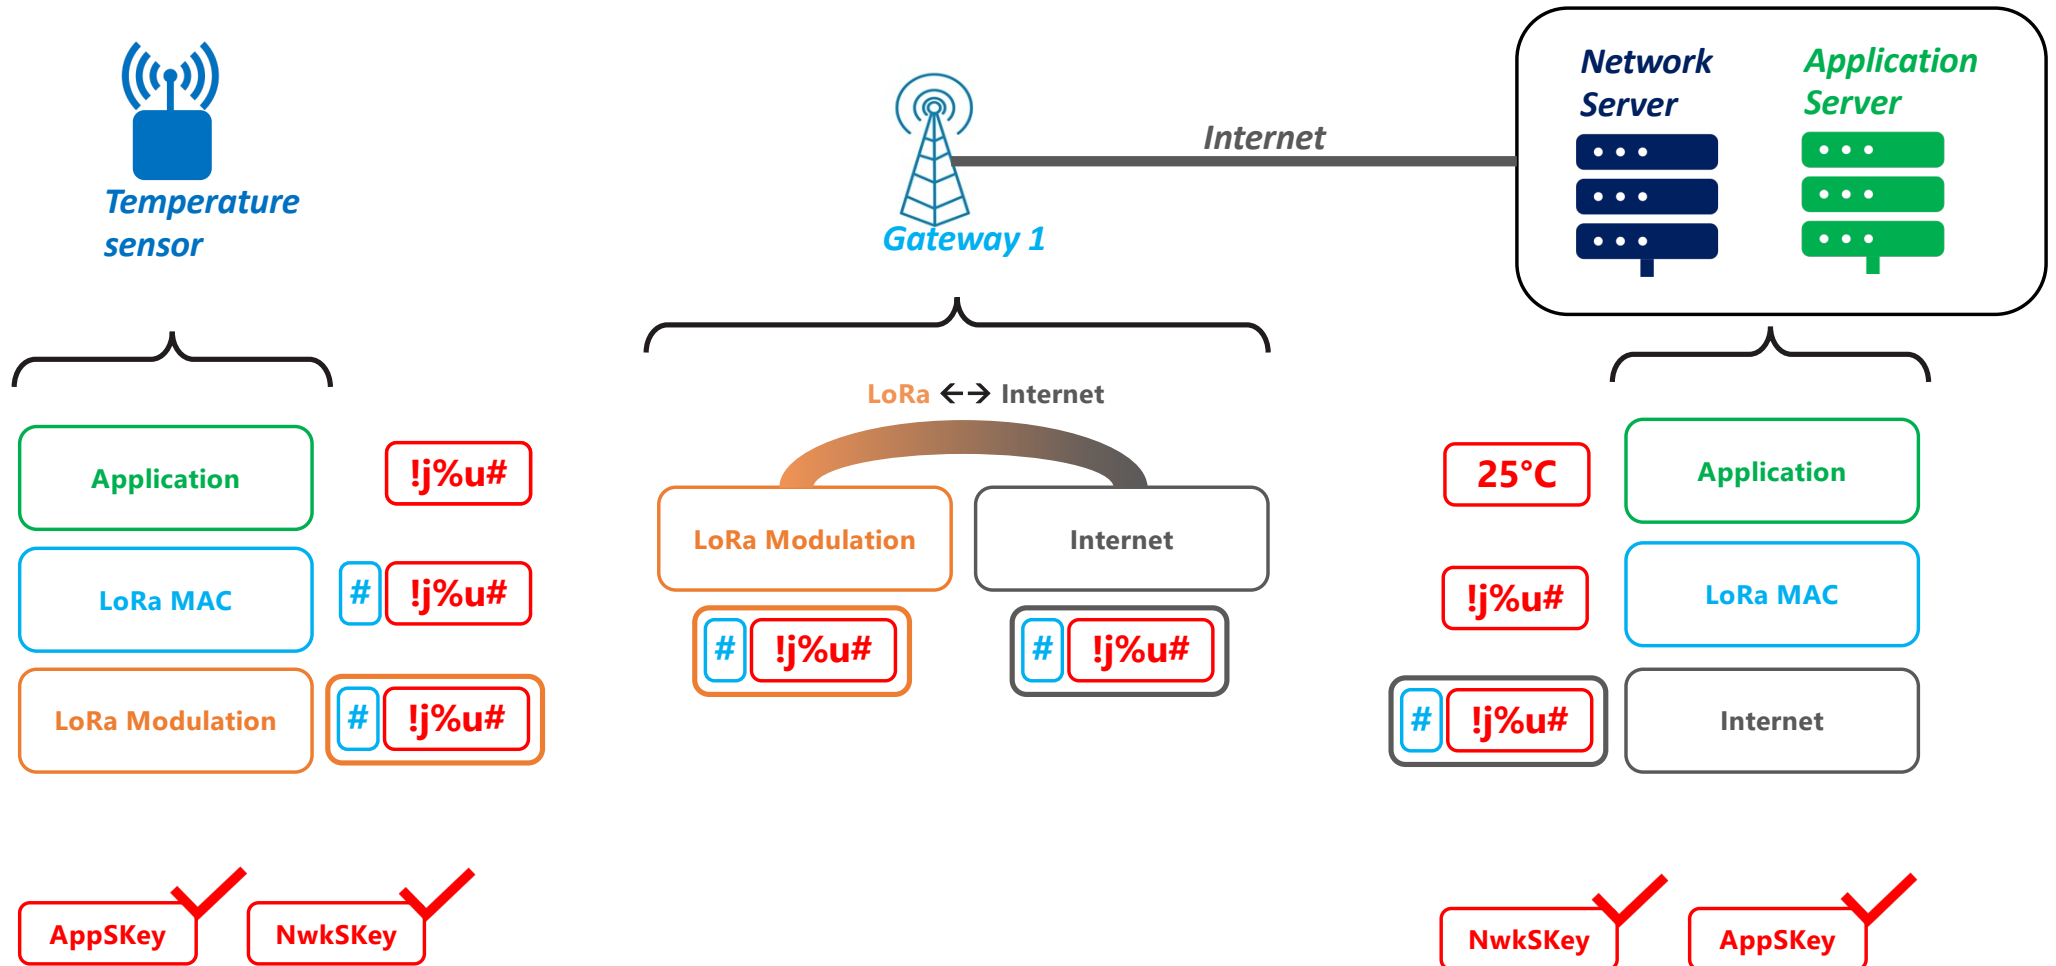 Temperature
sensor
Gateway 1
Internet
Network
Server
Application
Server
Application
!j%u#
LoRa MAC
# !j%u#
LoRa Modulation
# !j%u#
AppSKey
NwkSKey
LoRa ←→ Internet
LoRa Modulation
Internet
# !j%u#
# !j%u#
25°C
Application
!j%u#
LoRa MAC
# !j%u#
Internet
NwkSKey
AppSKey